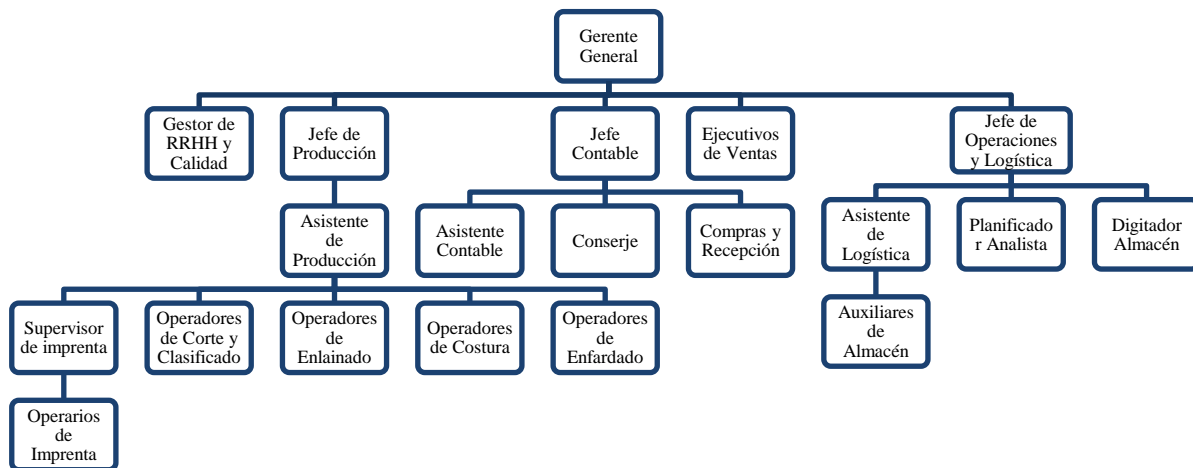 Gerente
General
Gestor de
RRHH y
Calidad
Jefe de
Producción
Jefe
Contable
Ejecutivos
de Ventas
Jefe de
Operaciones
y Logística
Asistente
de
Producción
Asistente
Contable
Conserje
Compras y
Recepción
Asistente
de
Logística
Planificado
r Analista
Digitador
Almacén
Supervisor
de imprenta
Operadores
de Corte y
Clasificado
Operadores
de
Enlainado
Operadores
de Costura
Operadores
de
Enfardado
Auxiliares
de
Almacén
Operarios
de
Imprenta